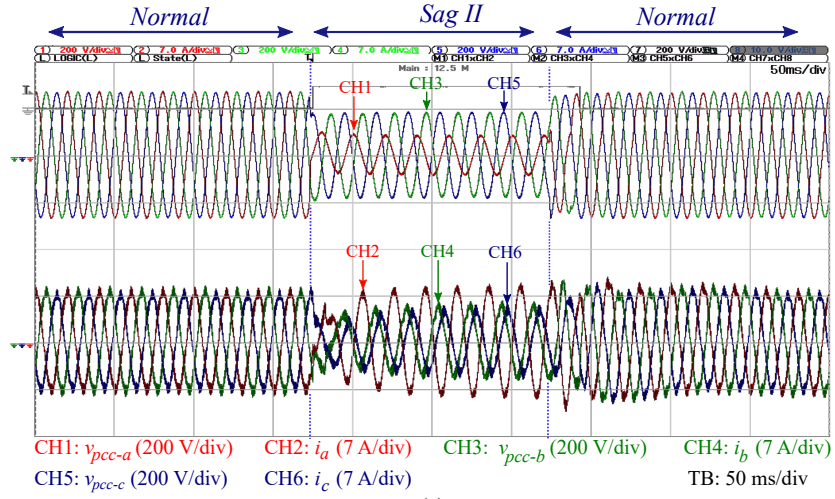 Normal Sag II Normal
1 200 V/div 2 7.0 A/div 3 200 V/div 4 7.0 A/div 5 200 V/div 6 7.0 A/div 7 200 V/div 8 10.0 V/div
L LOGIC(L) L State(L) M1 CH1xCH2 M2 CH3xCH4 M3 CH5xCH6 M4 CH7xCH8
Main : 12.5 M 50ms/div
CH1 CH3 CH5
CH2 CH4 CH6
CH1: vpcc-a (200 V/div) CH2: ia (7 A/div) CH3: vpcc-b (200 V/div) CH4: ib (7 A/div)
CH5: vpcc-c (200 V/div) CH6: ic (7 A/div) TB: 50 ms/div